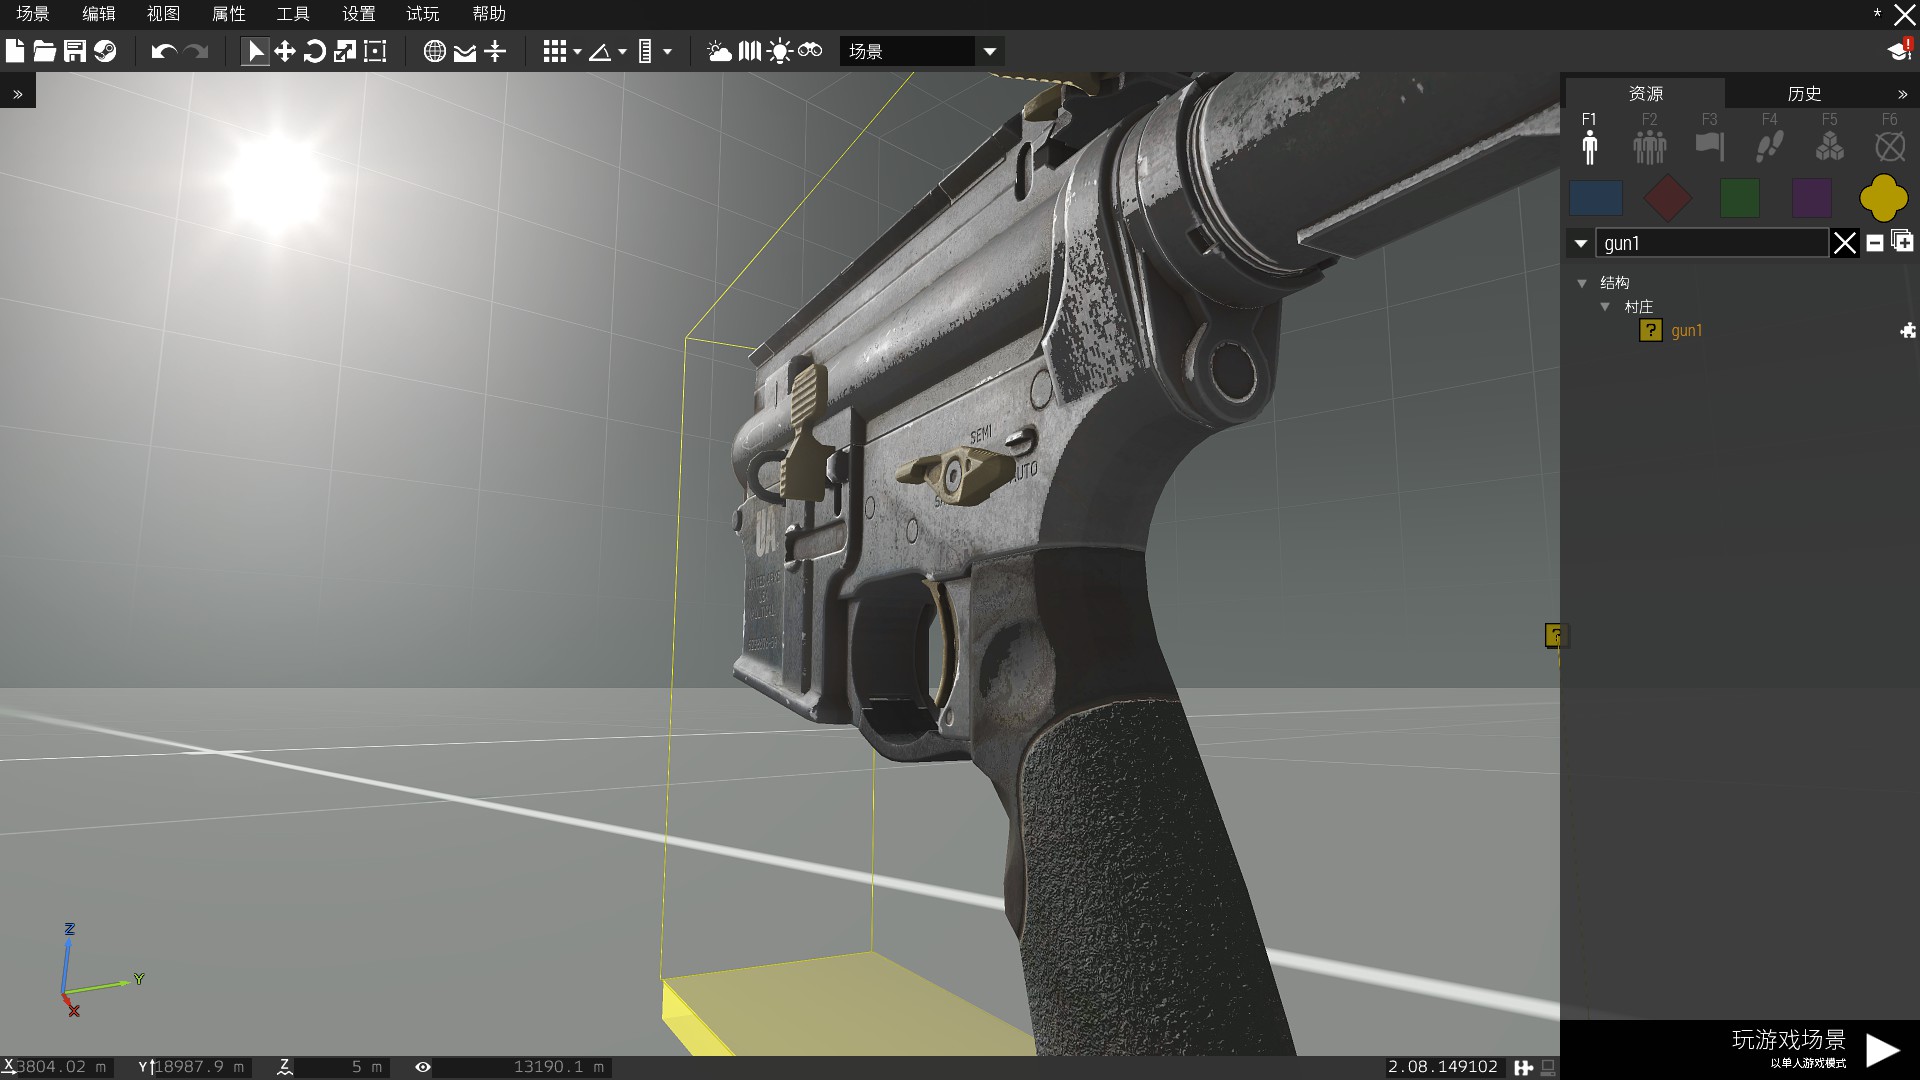 场景 编辑 视图 属性 工具 设置 试玩 帮助 *
场景
» 资源 历史 »
F1 F2 F3 F4 F5 F6
gun1
结构
村庄
? gun1
SEMI
AUTO
UA
?
Z
Y
X
玩游戏场景
以单人游戏模式
X 3804.02 m Y 18987.9 m Z 5 m 13190.1 m 2.08.149102